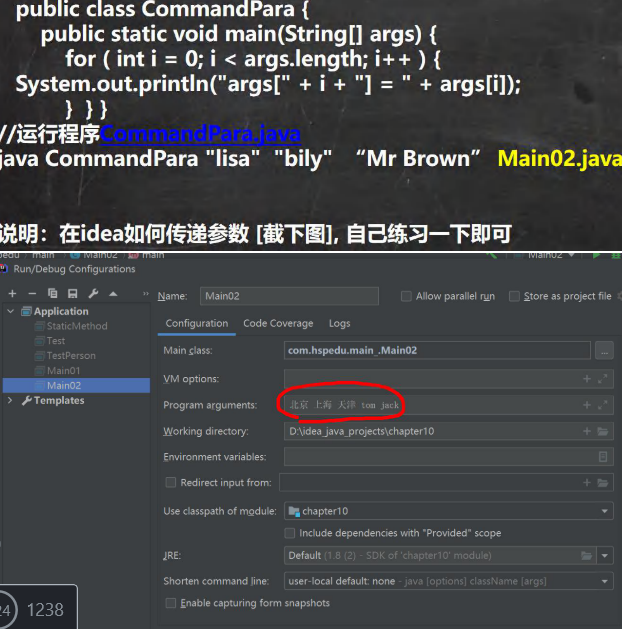 public class CommandPara {
public static void main(String[] args) {
for ( int i = 0; i < args.length; i++ ) {
System.out.println("args[" + i + "] = " + args[i]);
} } }
//运行程序CommandPara.java
java CommandPara "lisa" "bily" “Mr Brown” Main02.java
说明：在idea如何传递参数 [截下图], 自己练习一下即可
main Main02 main Main02
Run/Debug Configurations
Name: Main02 Allow parallel run Store as project file
Application
StaticMethod
Test
TestPerson
Main01
Main02
Templates
Configuration Code Coverage Logs
Main class: com.hspedu.main_.Main02 ...
VM options:
Program arguments: 北京 上海 天津 tom jack
Working directory: D:\idea_java_projects\chapter10
Environment variables:
Redirect input from:
Use classpath of module: chapter10
Include dependencies with "Provided" scope
JRE: Default (1.8 (2) - SDK of 'chapter10' module)
Shorten command line: user-local default: none - java [options] className [args]
Enable capturing form snapshots
24 1238